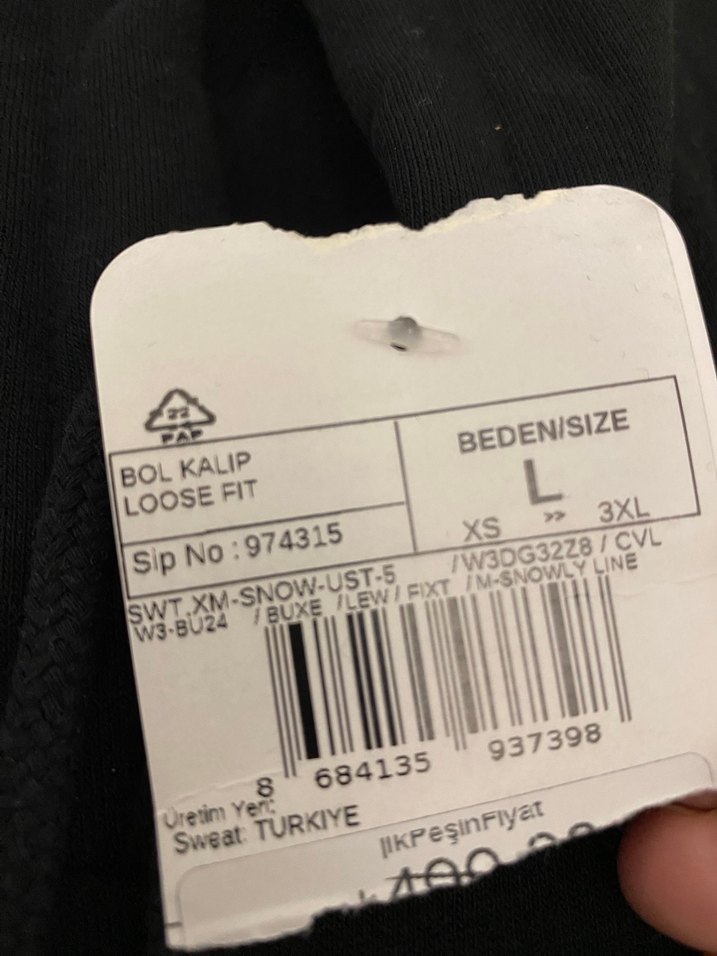 22
PAP
BOL KALIP
LOOSE FIT
BEDEN/SIZE
L
XS >> 3XL
Sip No : 974315
SWT.XM-SNOW-UST-5 /W3DG32Z8 / CVL
W3-BU24 / BUXE /LEW / FIXT /M-SNOWLY LINE
8 684135 937398
Üretim Yeri:
Sweat: TÜRKIYE
İlkPeşinFiyat